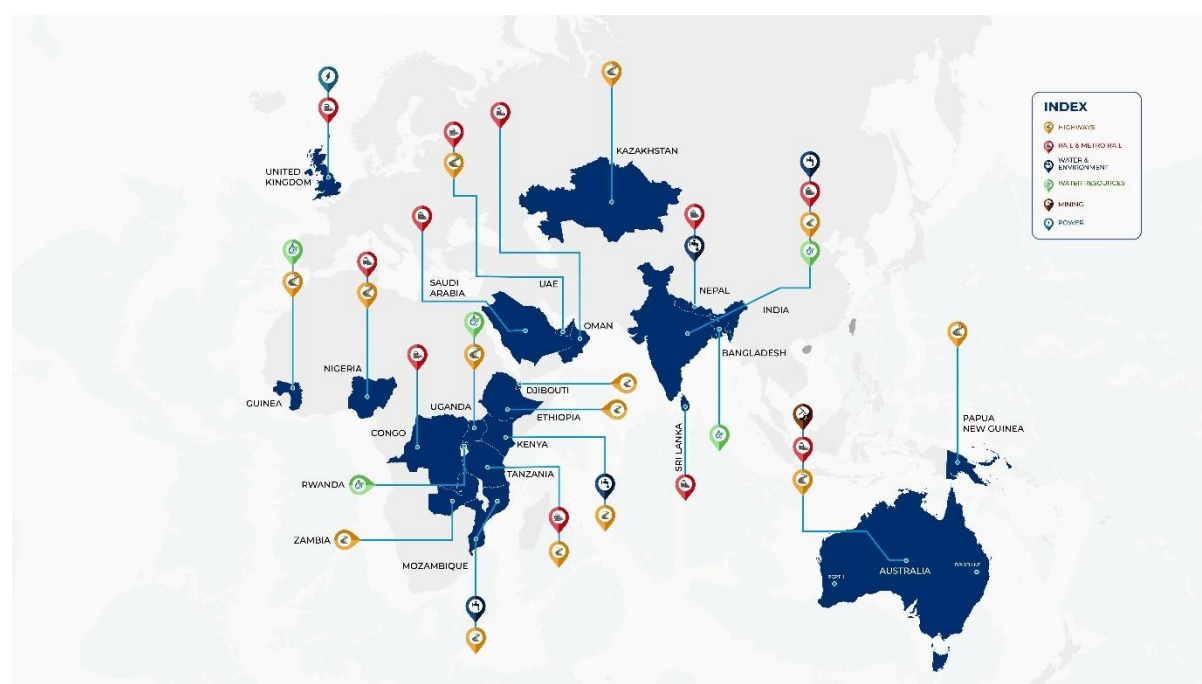 INDEX
HIGHWAYS
RAIL & METRO RAIL
WATER &
ENVIRONMENT
WATER RESOURCES
MINING
POWER
KAZAKHSTAN
UNITED
KINGDOM
SAUDI
ARABIA
UAE
OMAN
NEPAL
INDIA
BANGLADESH
NIGERIA
GUINEA
UGANDA
DJIBOUTI
ETHIOPIA
CONGO
KENYA
SRI LANKA
PAPUA
NEW GUINEA
TANZANIA
RWANDA
ZAMBIA
MOZAMBIQUE
AUSTRALIA
PERTH
BRISBANE